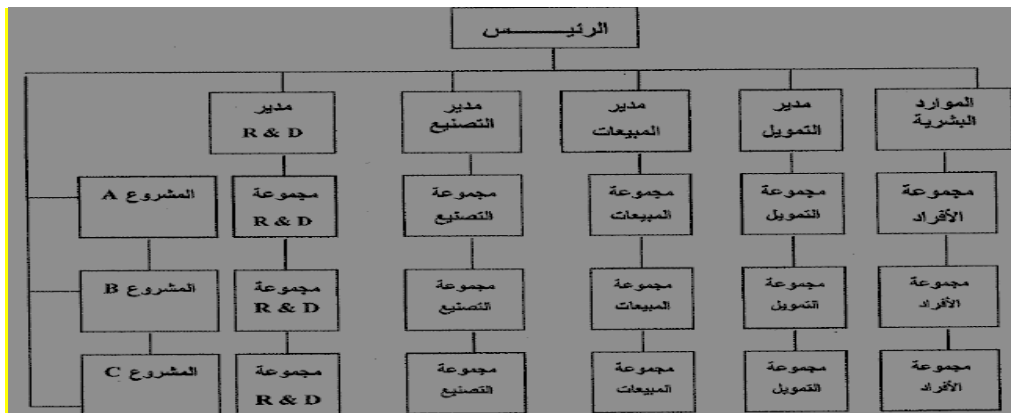 الرئيـــــس
الموارد
البشرية
مدير
التمويل
مدير
المبيعات
مدير
التصنيع
مدير
R & D
مجموعة
الأفراد
مجموعة
التمويل
مجموعة
المبيعات
مجموعة
التصنيع
مجموعة
R & D
المشروع A
مجموعة
الأفراد
مجموعة
التمويل
مجموعة
المبيعات
مجموعة
التصنيع
مجموعة
R & D
المشروع B
مجموعة
الأفراد
مجموعة
التمويل
مجموعة
المبيعات
مجموعة
التصنيع
مجموعة
R & D
المشروع C